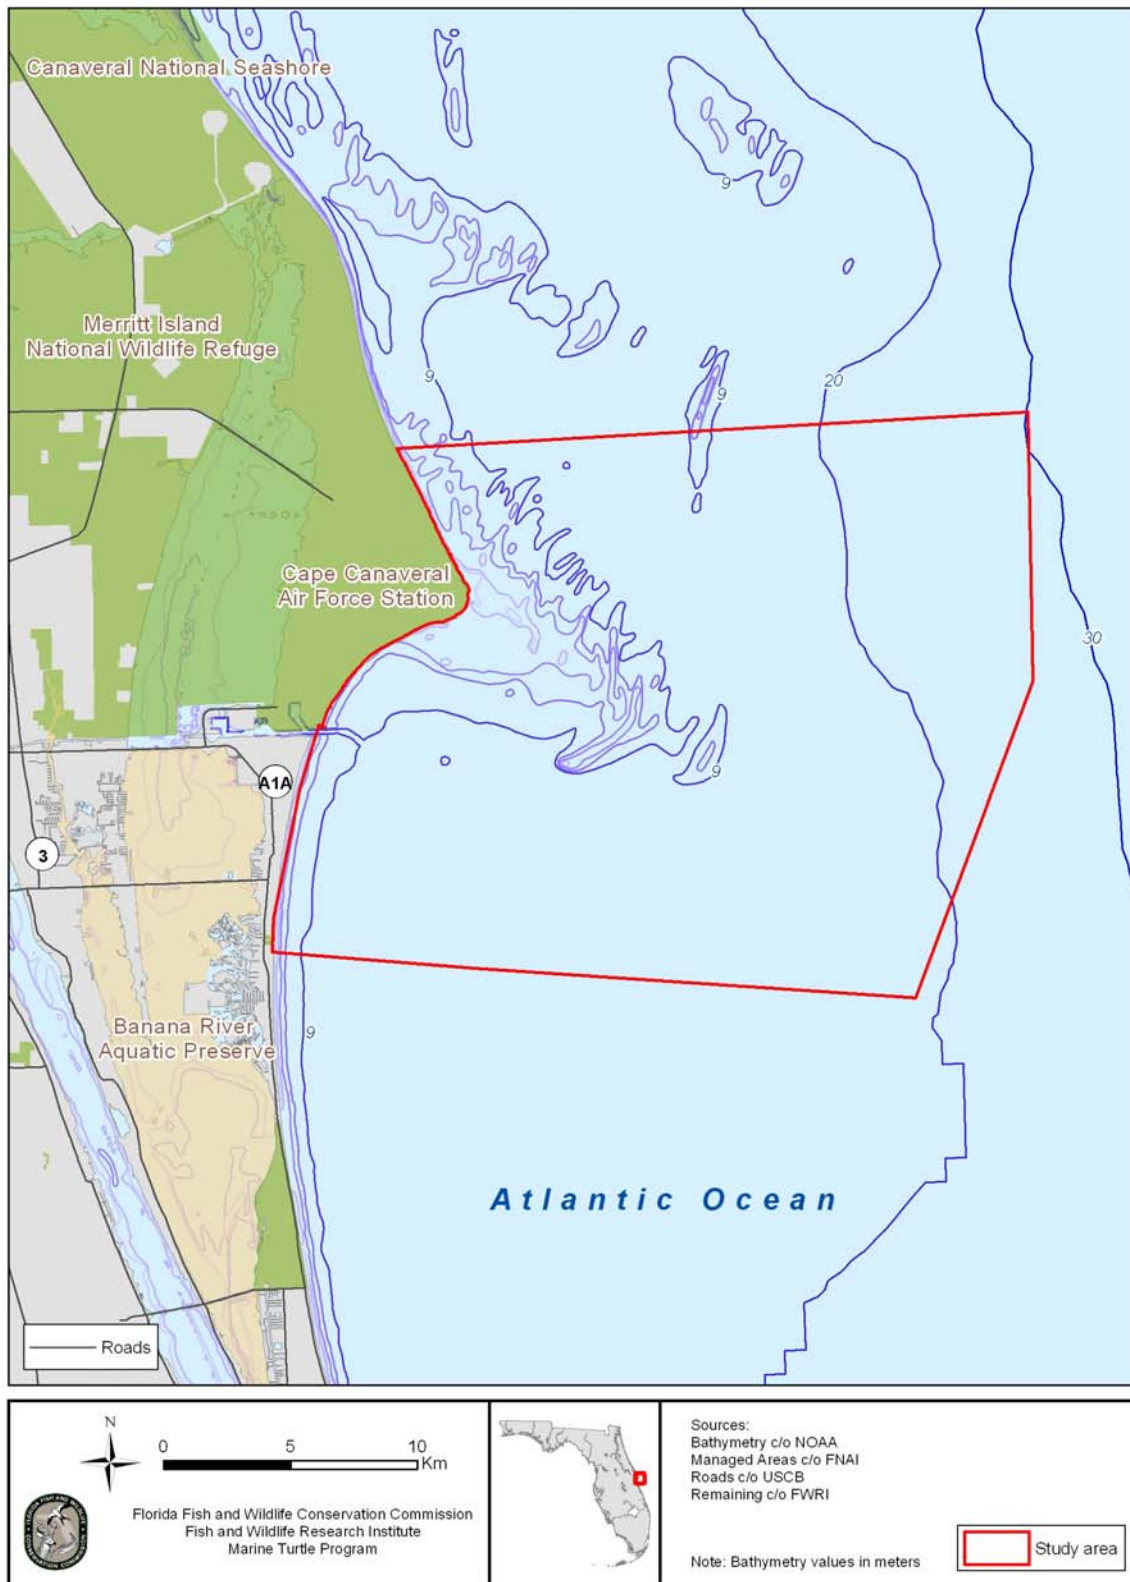 Canaveral National Seashore
Merritt Island
National Wildlife Refuge
9
9
9
20
Cape Canaveral
Air Force Station
30
A1A
9
3
Banana River
Aquatic Preserve
9
Atlantic Ocean
Roads
N
0 5 10
Km
Florida Fish and Wildlife Conservation Commission
Fish and Wildlife Research Institute
Marine Turtle Program
Sources:
Bathymetry c/o NOAA
Managed Areas c/o FNAI
Roads c/o USCB
Remaining c/o FWRI
Note: Bathymetry values in meters
Study area